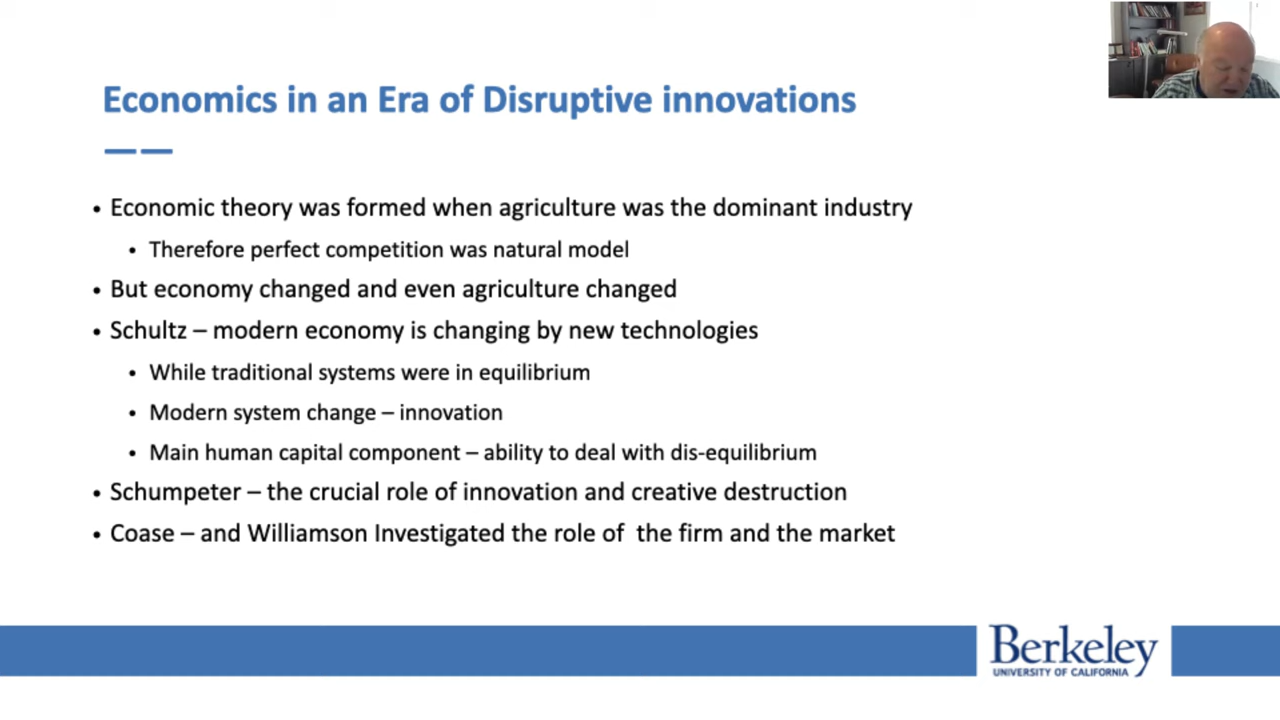 Economics in an Era of Disruptive innovations
• Economic theory was formed when agriculture was the dominant industry
• Therefore perfect competition was natural model
• But economy changed and even agriculture changed
• Schultz – modern economy is changing by new technologies
• While traditional systems were in equilibrium
• Modern system change – innovation
• Main human capital component – ability to deal with dis-equilibrium
• Schumpeter – the crucial role of innovation and creative destruction
• Coase – and Williamson Investigated the role of  the firm and the market
Berkeley
UNIVERSITY OF CALIFORNIA